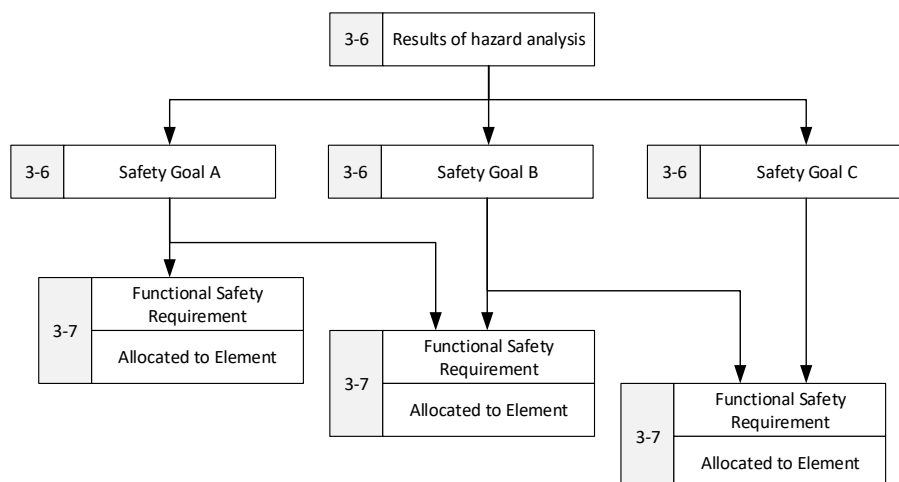 3-6 Results of hazard analysis
3-6 Safety Goal A
3-6 Safety Goal B
3-6 Safety Goal C
3-7
Functional Safety
Requirement
Allocated to Element
3-7
Functional Safety
Requirement
Allocated to Element
3-7
Functional Safety
Requirement
Allocated to Element